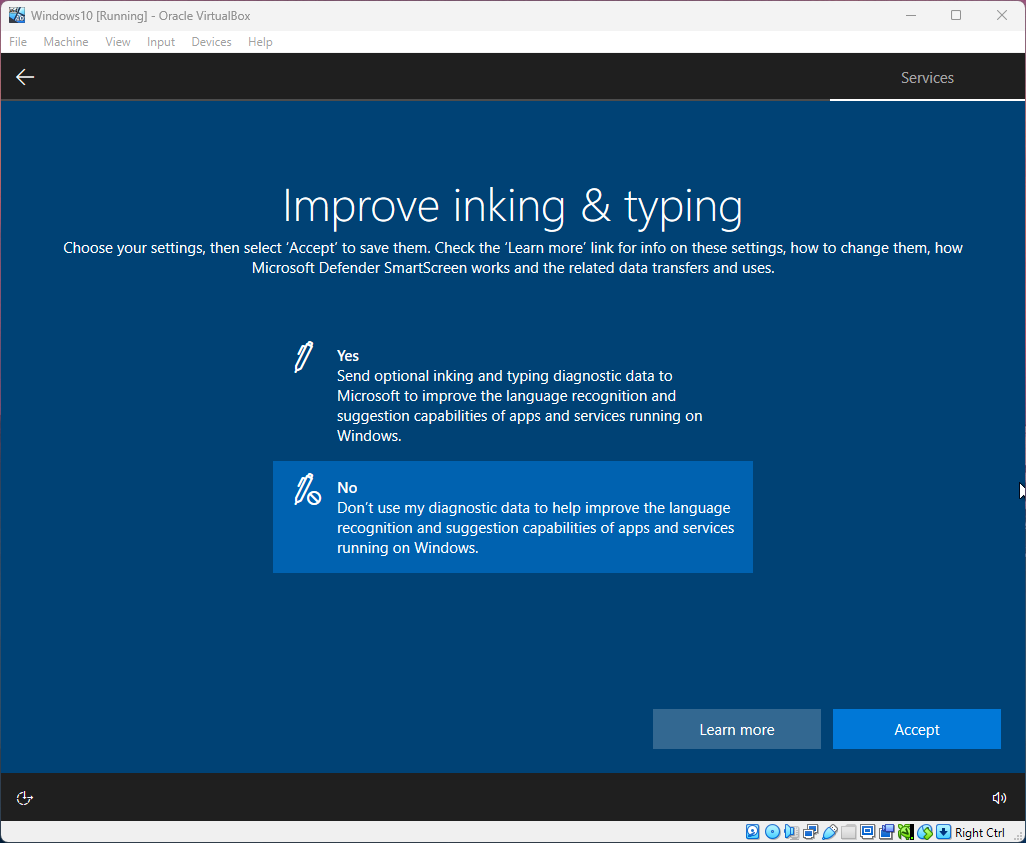 Windows10 [Running] - Oracle VirtualBox
File Machine View Input Devices Help
Services
Improve inking & typing
Choose your settings, then select ‘Accept’ to save them. Check the ‘Learn more’ link for info on these settings, how to change them, how
Microsoft Defender SmartScreen works and the related data transfers and uses.
Yes
Send optional inking and typing diagnostic data to
Microsoft to improve the language recognition and
suggestion capabilities of apps and services running on
Windows.
No
Don’t use my diagnostic data to help improve the language
recognition and suggestion capabilities of apps and services
running on Windows.
Learn more
Accept
Right Ctrl